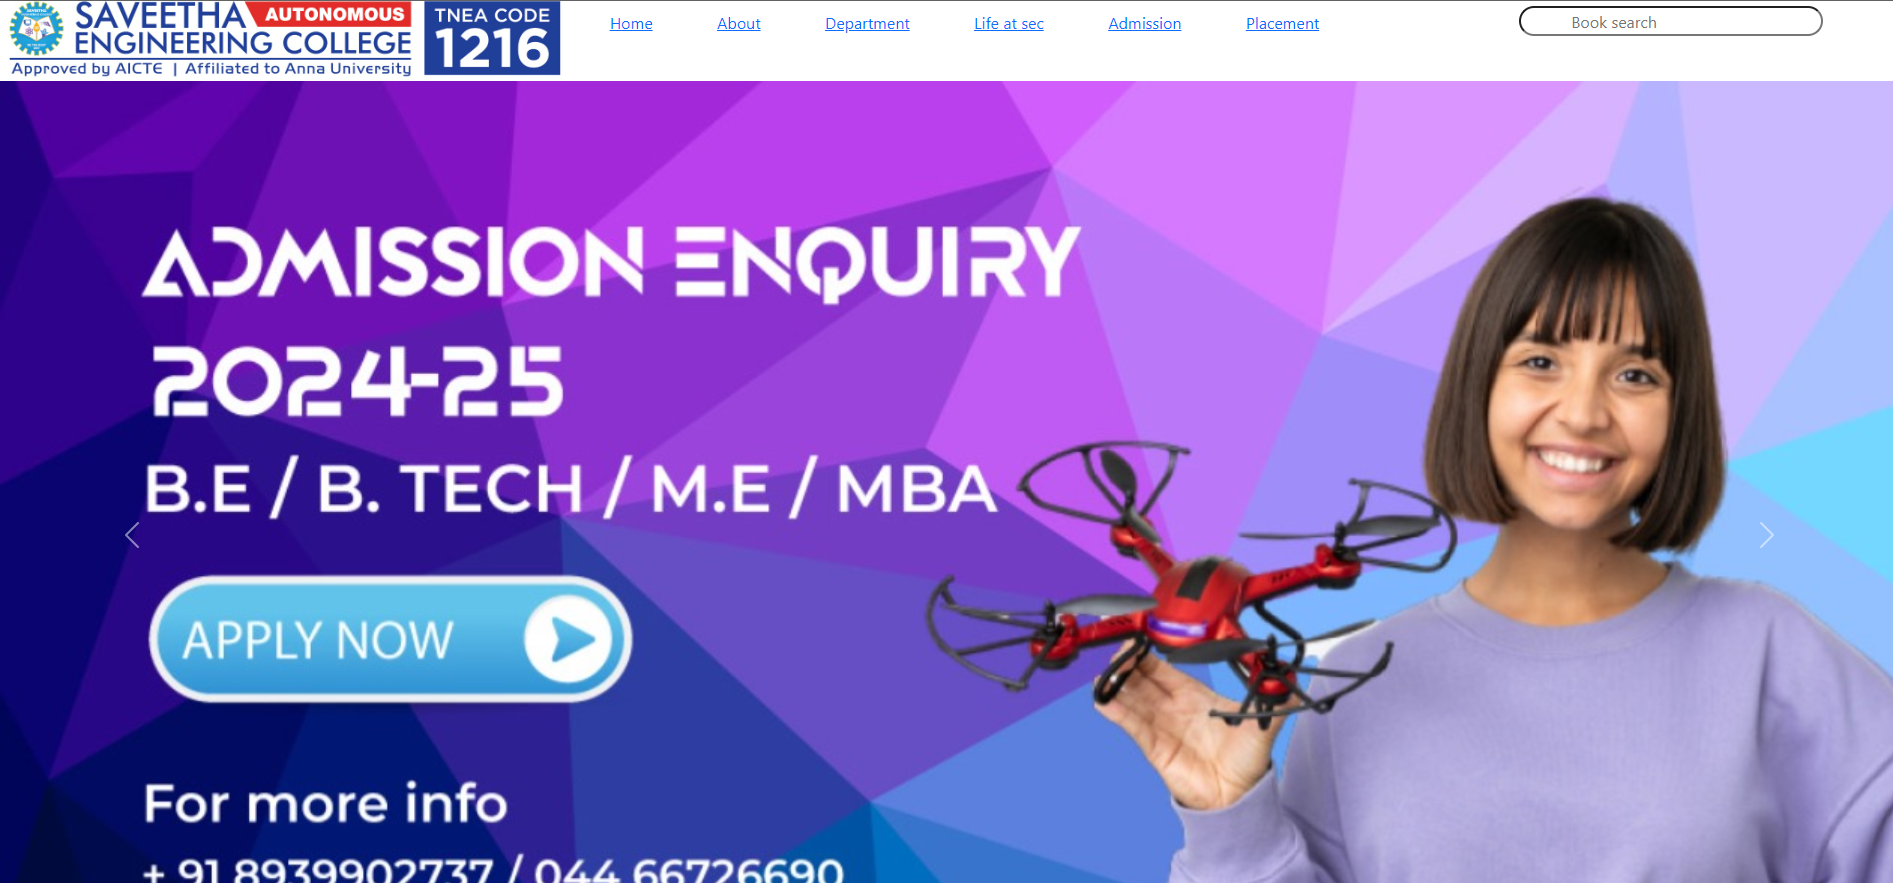 SAVEETHA AUTONOMOUS
ENGINEERING COLLEGE
Approved by AICTE | Affiliated to Anna University
TNEA CODE
1216
Home About Department Life at sec Admission Placement
Book search
ADMISSION ENQUIRY
2024-25
B.E / B. TECH / M.E / MBA
APPLY NOW
For more info
+ 91 8939902737 / 044 66726690